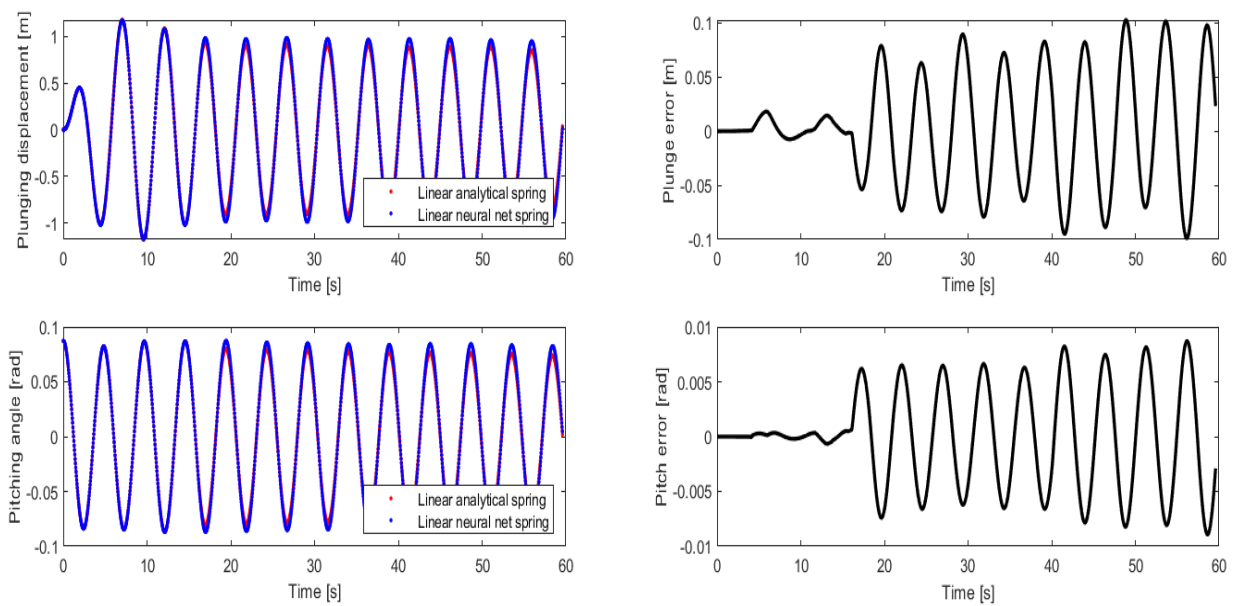 Plunging displacement [m]
1
0.5
0
-0.5
-1
Linear analytical spring
Linear neural net spring
0 10 20 30 40 50 60
Time [s]
Plunge error [m]
0.1
0.05
0
-0.05
-0.1
0 10 20 30 40 50 60
Time [s]
Pitching angle [rad]
0.1
0.05
0
-0.05
-0.1
Linear analytical spring
Linear neural net spring
0 10 20 30 40 50 60
Time [s]
Pitch error [rad]
0.01
0.005
0
-0.005
-0.01
0 10 20 30 40 50 60
Time [s]